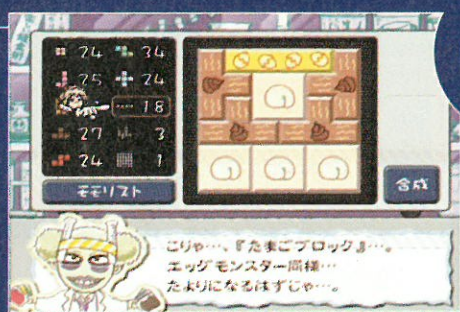 24 34
25 24
18
27 3
24 1
モモリスト
合成
こりゃ…。『たまごブロック』…。
エッグモンスター同様…
たよりになるはずじゃ…。